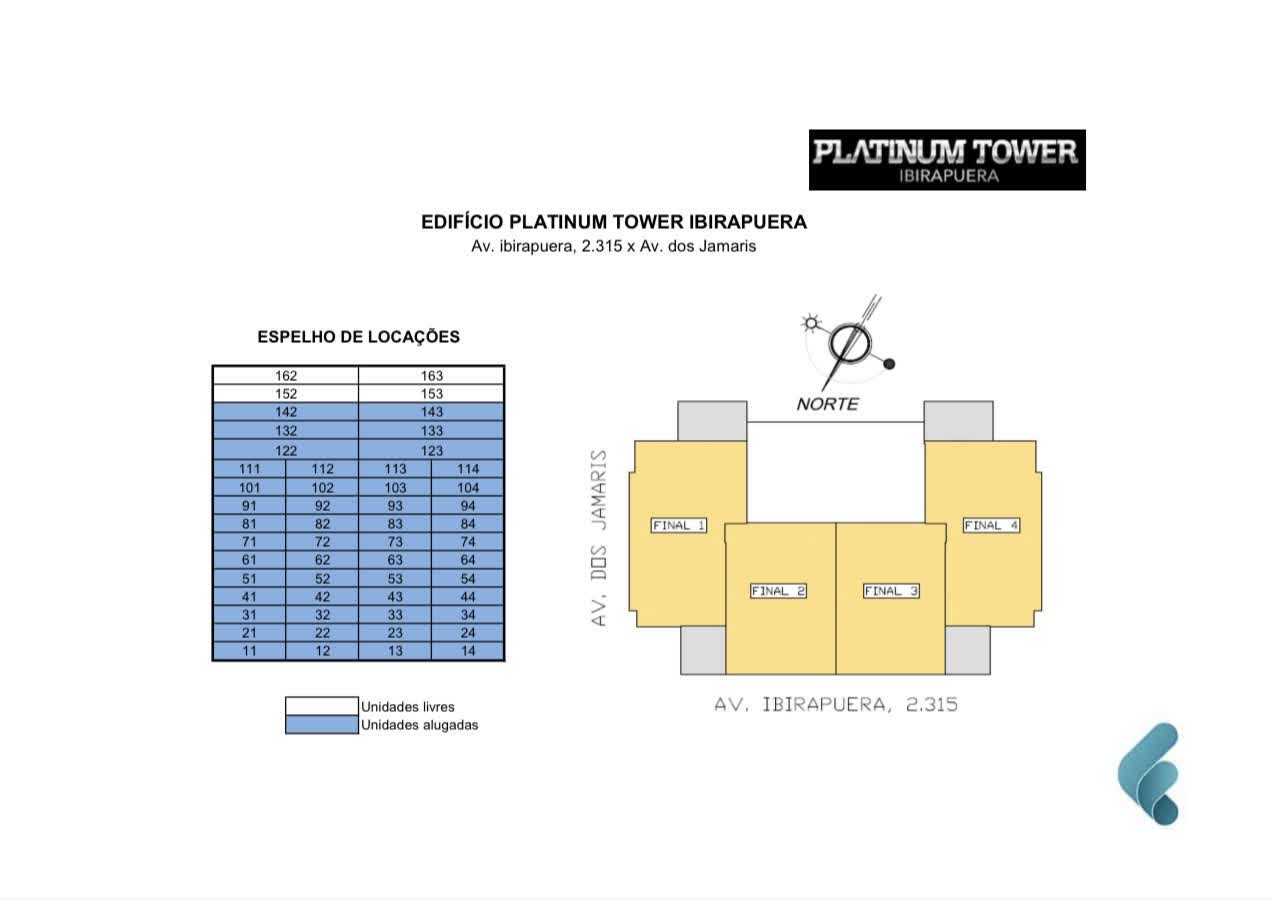 PLATINUM TOWER
IBIRAPUERA
EDIFÍCIO PLATINUM TOWER IBIRAPUERA
Av. ibirapuera, 2.315 x Av. dos Jamaris
ESPELHO DE LOCAÇÕES
162 163
152 153
142 143
132 133
122 123
111 112 113 114
101 102 103 104
91 92 93 94
81 82 83 84
71 72 73 74
61 62 63 64
51 52 53 54
41 42 43 44
31 32 33 34
21 22 23 24
11 12 13 14
Unidades livres
Unidades alugadas
NORTE
AV. DOS JAMARIS
FINAL 1
FINAL 4
FINAL 2
FINAL 3
AV. IBIRAPUERA, 2.315